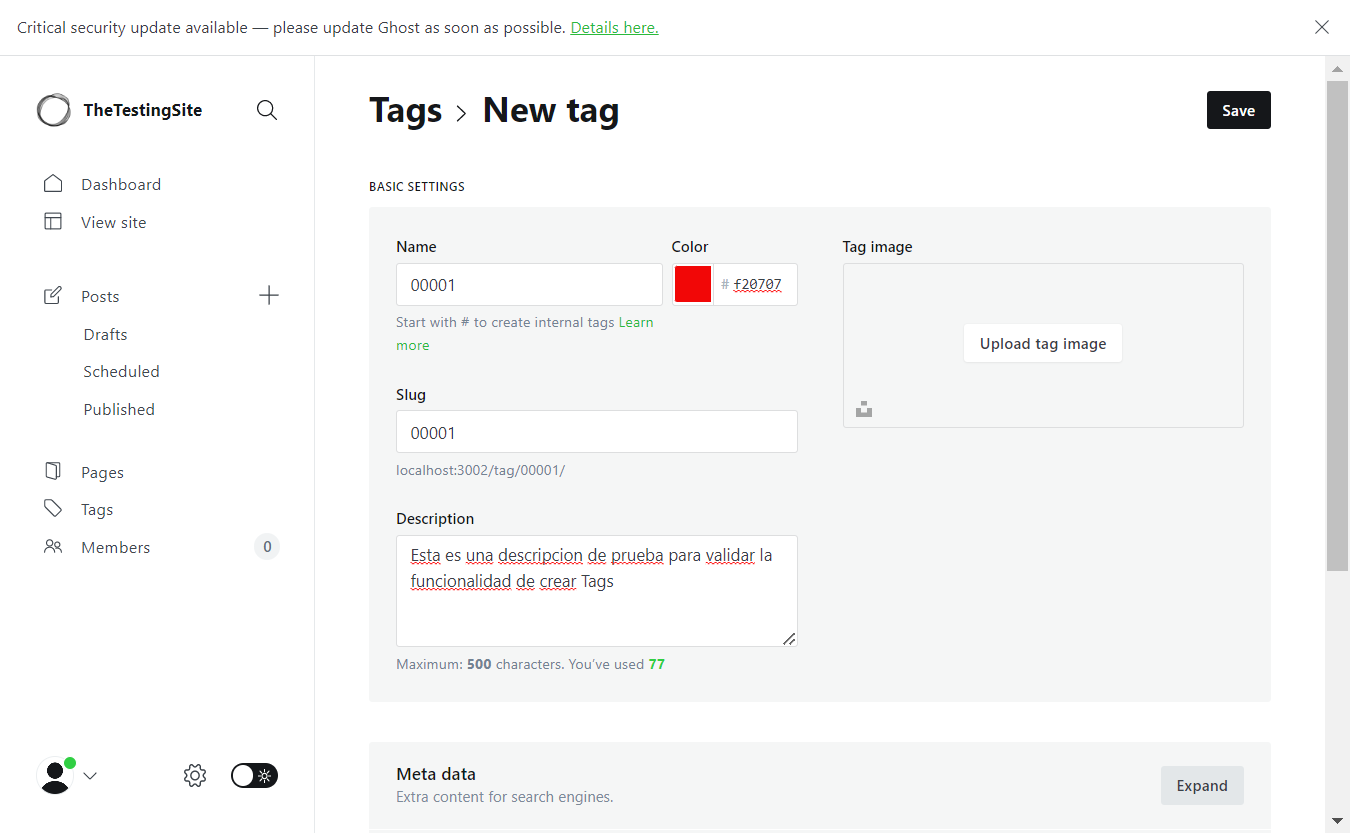 Critical security update available — please update Ghost as soon as possible. Details here.
TheTestingSite
Dashboard
View site
Posts
Drafts
Scheduled
Published
Pages
Tags
Members 0
Tags > New tag
Save
BASIC SETTINGS
Name
00001
Color
# f20707
Start with # to create internal tags Learn
more
Slug
00001
localhost:3002/tag/00001/
Description
Esta es una descripcion de prueba para validar la
funcionalidad de crear Tags
Maximum: 500 characters. You’ve used 77
Tag image
Upload tag image
Meta data
Extra content for search engines.
Expand